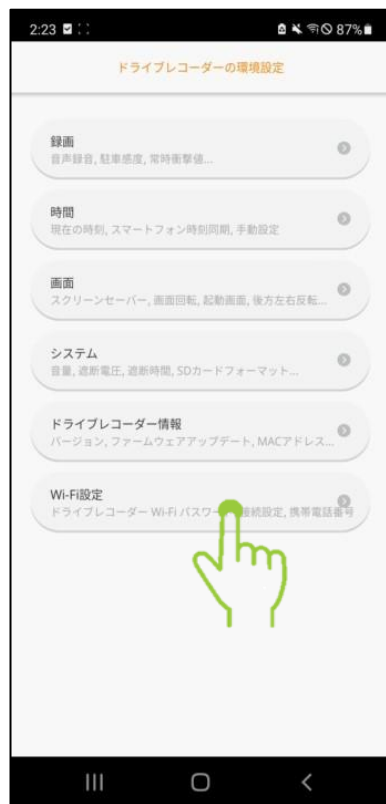 2:23 87%
ドライブレコーダーの環境設定
録画
音声録音, 駐車感度, 常時衝撃値...
時間
現在の時刻, スマートフォン時刻同期, 手動設定
画面
スクリーンセーバー, 画面回転, 起動画面, 後方左右反転...
システム
音量, 遮断電圧, 遮断時間, SDカードフォーマット...
ドライブレコーダー情報
バージョン, ファームウェアアップデート, MACアドレス...
Wi-Fi設定
ドライブレコーダー Wi-Fi パスワー 接続設定, 携帯電話番号